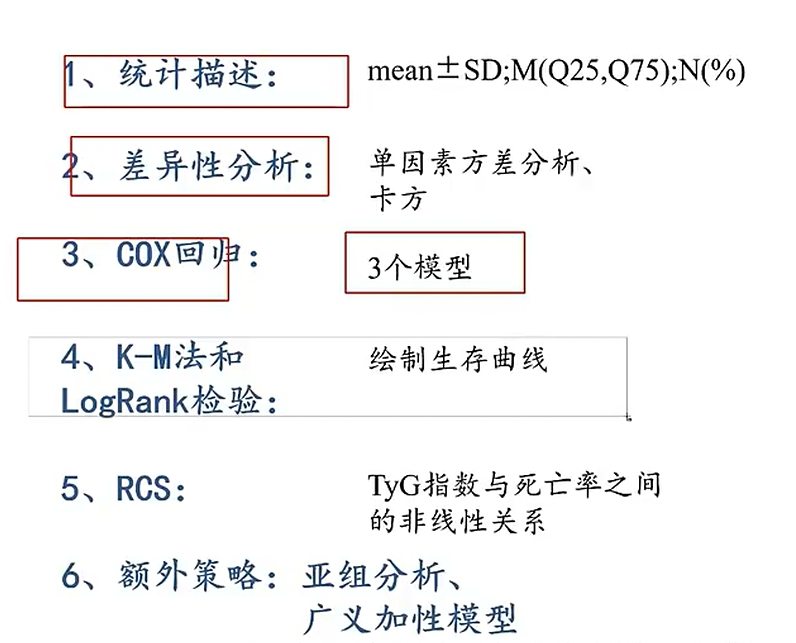 1、统计描述： mean±SD;M(Q25,Q75);N(%)
2、差异性分析： 单因素方差分析、
卡方
3、COX回归： 3个模型
4、K-M法和 绘制生存曲线
LogRank检验：
5、RCS： TyG指数与死亡率之间
的非线性关系
6、额外策略：亚组分析、
广义加性模型